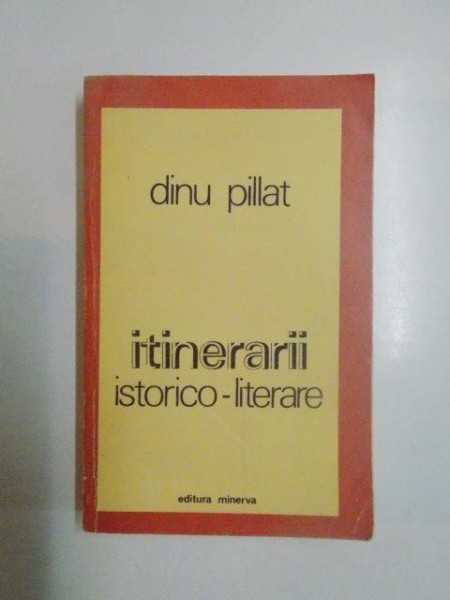 dinu pillat
itinerarii
istorico-literare
editura minerva